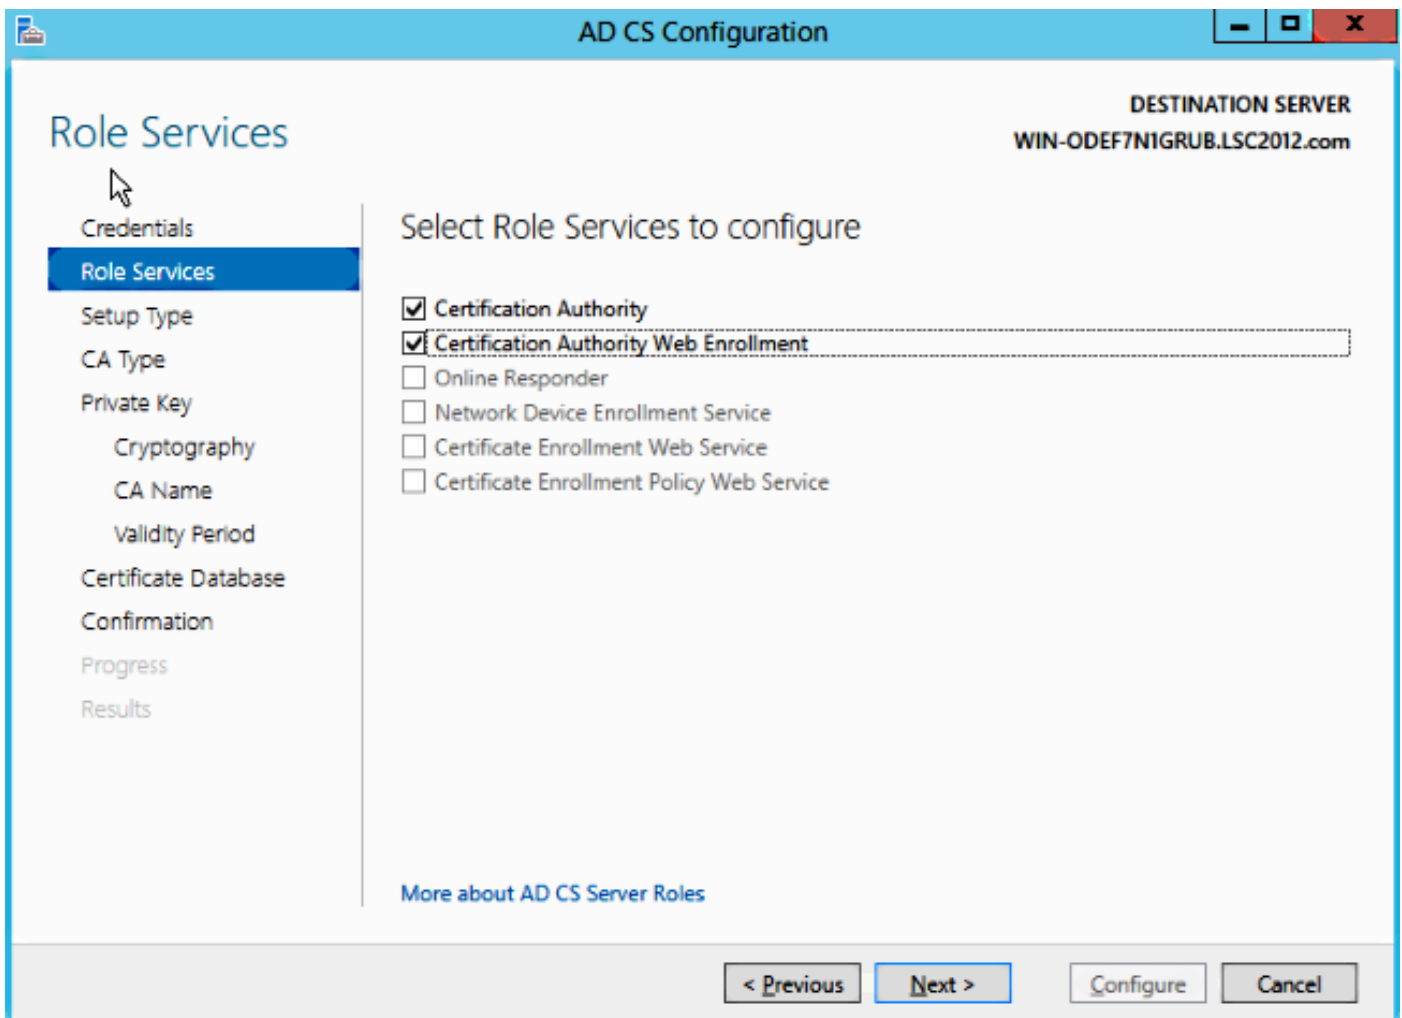 AD CS Configuration
DESTINATION SERVER
WIN-ODEF7N1GRUB.LSC2012.com
Role Services
Credentials
Role Services
Setup Type
CA Type
Private Key
Cryptography
CA Name
Validity Period
Certificate Database
Confirmation
Progress
Results
Select Role Services to configure
Certification Authority
Certification Authority Web Enrollment
Online Responder
Network Device Enrollment Service
Certificate Enrollment Web Service
Certificate Enrollment Policy Web Service
More about AD CS Server Roles
< Previous
Next >
Configure
Cancel